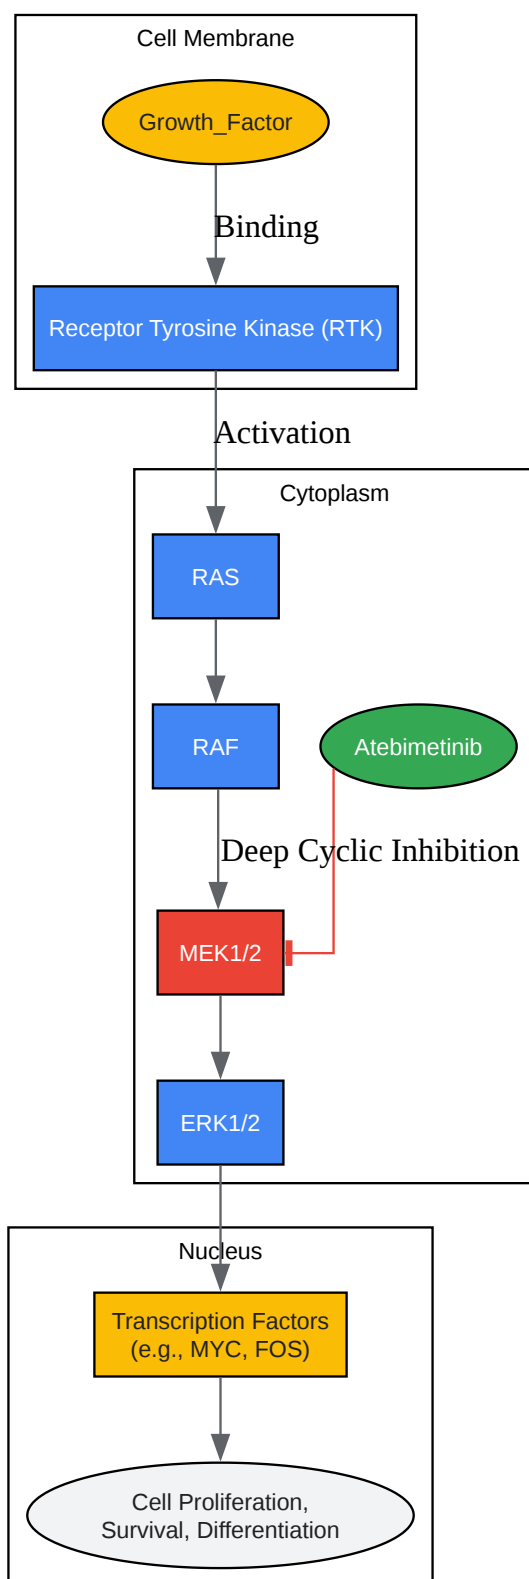 Cell Membrane
Growth_Factor
Binding
Receptor Tyrosine Kinase (RTK)
Activation
Cytoplasm
RAS
RAF
Atebimetinib
Deep Cyclic Inhibition
MEK1/2
ERK1/2
Nucleus
Transcription Factors
(e.g., MYC, FOS)
Cell Proliferation,
Survival, Differentiation